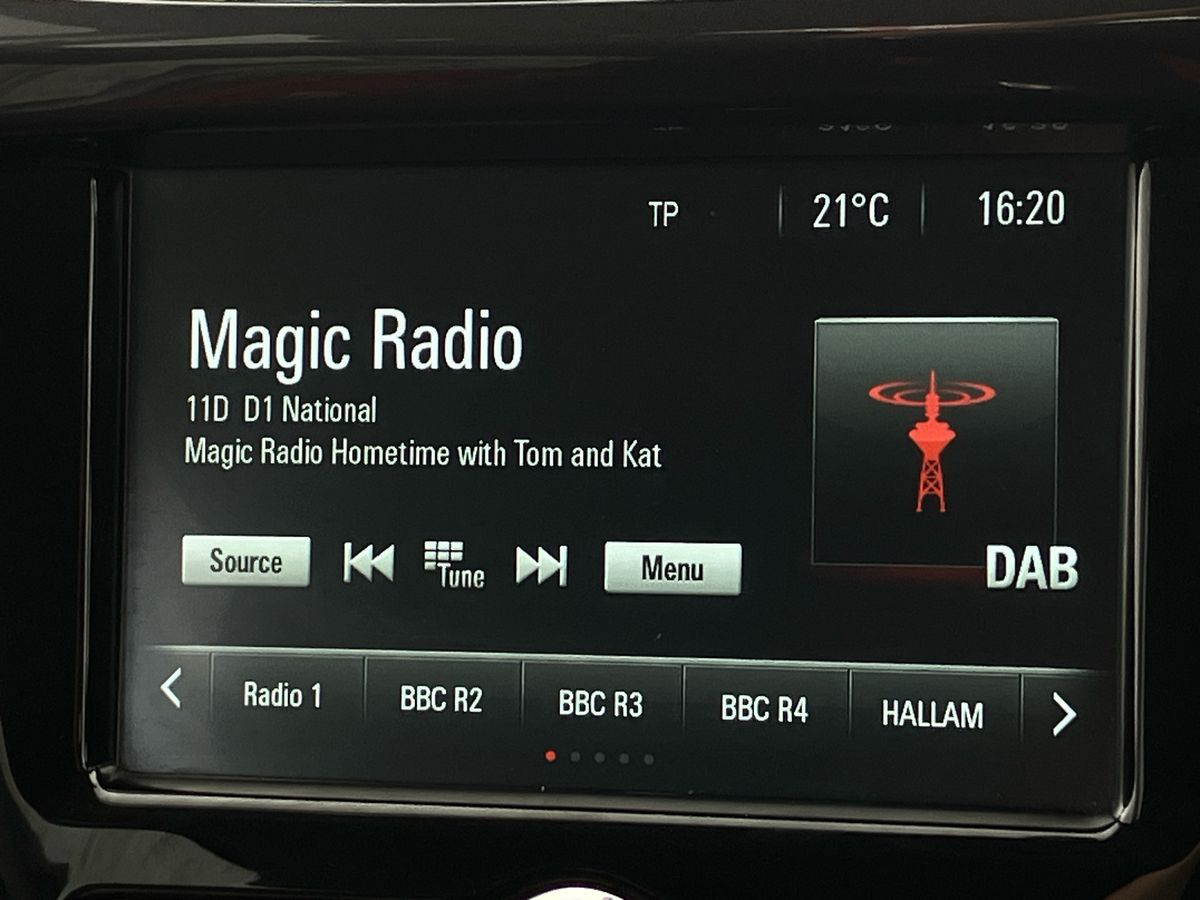 TP 21°C 16:20
Magic Radio
11D D1 National
Magic Radio Hometime with Tom and Kat
Source Tune Menu
DAB
Radio 1 BBC R2 BBC R3 BBC R4 HALLAM